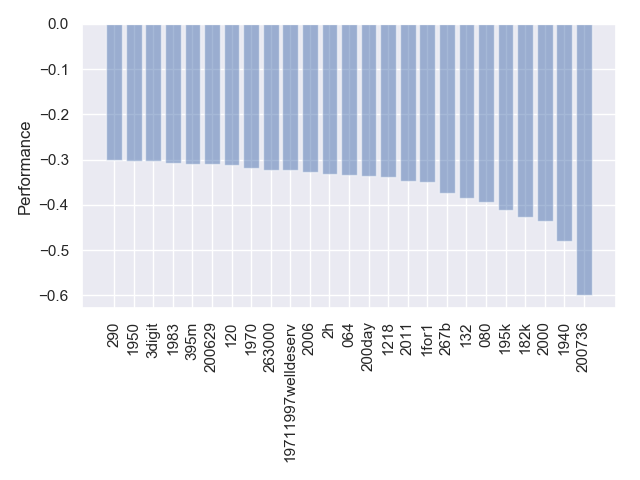 0.0
−0.1
−0.2
−0.3
−0.4
−0.5
−0.6
Performance
290
1950
3digit
1983
395m
200629
120
1970
263000
19711997welldeserv
2006
2h
064
200day
1218
2011
1for1
267b
132
080
195k
182k
2000
1940
200736